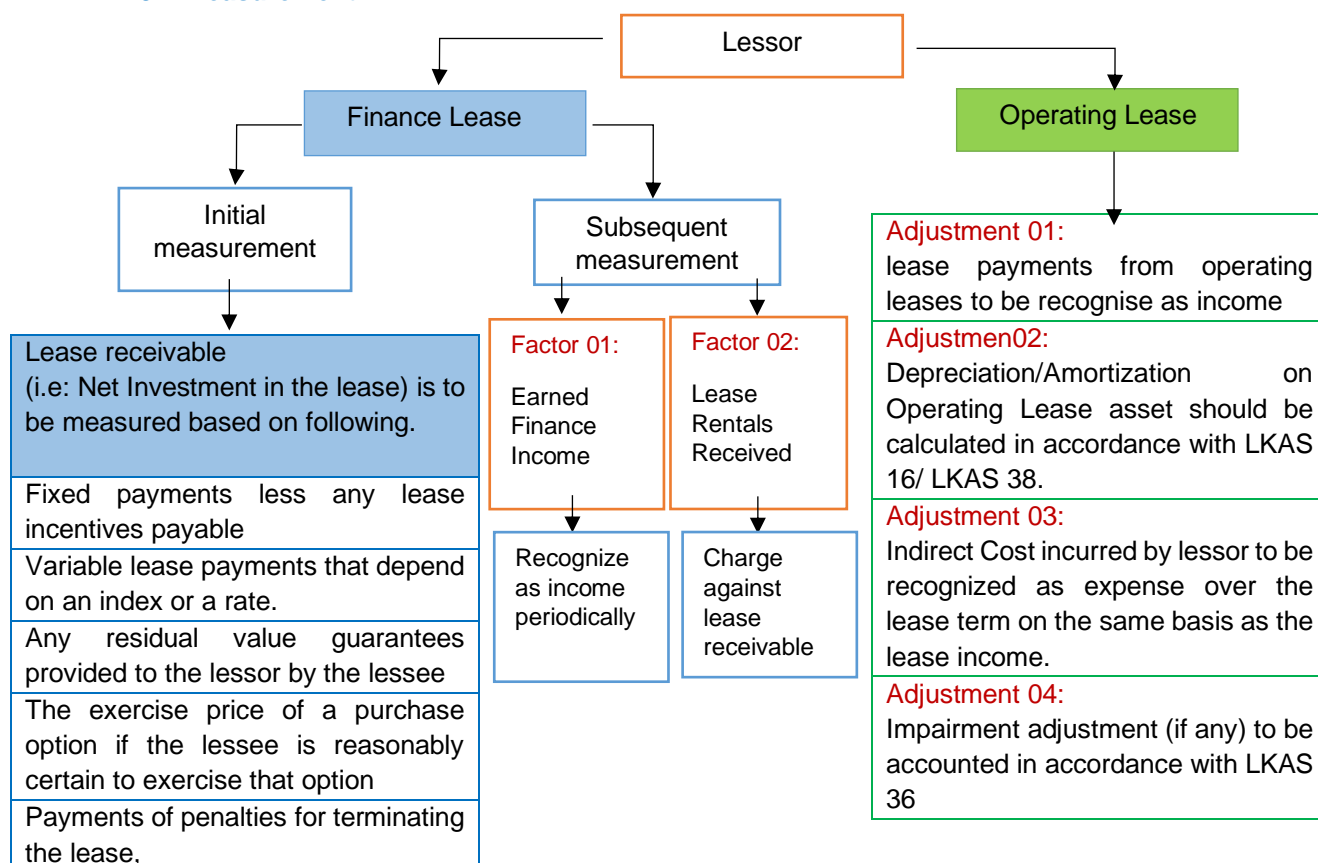 Lessor
Finance Lease
Operating Lease
Initial
measurement
Subsequent
measurement
Lease receivable
(i.e: Net Investment in the lease) is to
be measured based on following.
Fixed payments less any lease
incentives payable
Variable lease payments that depend
on an index or a rate.
Any residual value guarantees
provided to the lessor by the lessee
The exercise price of a purchase
option if the lessee is reasonably
certain to exercise that option
Payments of penalties for terminating
the lease,
Factor 01:
Earned
Finance
Income
Recognize
as income
periodically
Factor 02:
Lease
Rentals
Received
Charge
against
lease
receivable
Adjustment 01:
lease payments from operating
leases to be recognise as income
Adjustmen02:
Depreciation/Amortization on
Operating Lease asset should be
calculated in accordance with LKAS
16/ LKAS 38.
Adjustment 03:
Indirect Cost incurred by lessor to be
recognized as expense over the
lease term on the same basis as the
lease income.
Adjustment 04:
Impairment adjustment (if any) to be
accounted in accordance with LKAS
36